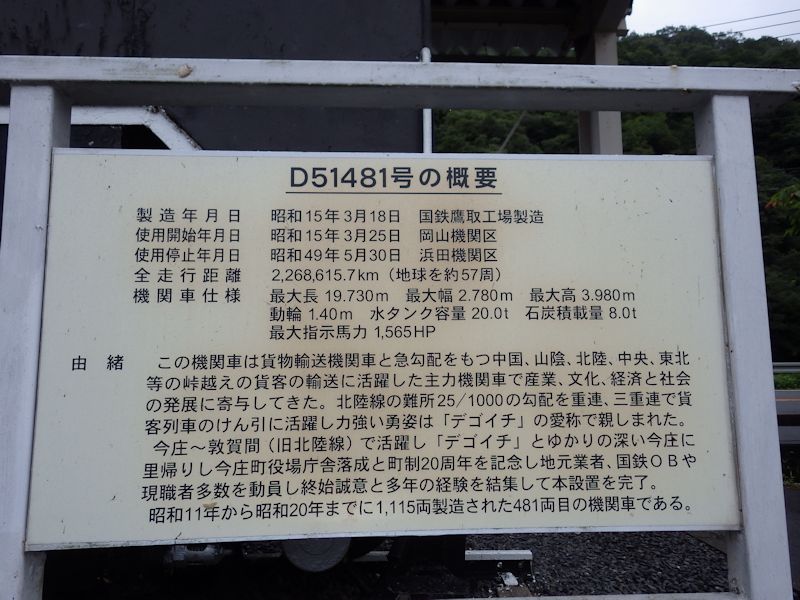 D51481号の概要
製造年月日 昭和15年3月18日 国鉄鷹取工場製造
使用開始年月日 昭和15年3月25日 岡山機関区
使用停止年月日 昭和49年5月30日 浜田機関区
全走行距離 2,268,615.7km（地球を約57周）
機関車仕様 最大長 19.730m 最大幅 2.780m 最大高 3.980m
動輪 1.40m 水タンク容量 20.0t 石炭積載量 8.0t
最大指示馬力 1,565HP
由緒 この機関車は貨物輸送機関車と急勾配をもつ中国、山陰、北陸、中央、東北
等の峠越えの貨客の輸送に活躍した主力機関車で産業、文化、経済と社会
の発展に寄与してきた。北陸線の難所25/1000の勾配を重連、三重連で貨
客列車のけん引に活躍し力強い勇姿は「デゴイチ」の愛称で親しまれた。
今庄～敦賀間（旧北陸線）で活躍し「デゴイチ」とゆかりの深い今庄に
里帰りし今庄町役場庁舎落成と町制20周年を記念し地元業者、国鉄OBや
現職者多数を動員し終始誠意と多年の経験を結集して本設置を完了。
昭和11年から昭和20年までに1,115両製造された481両目の機関車である。